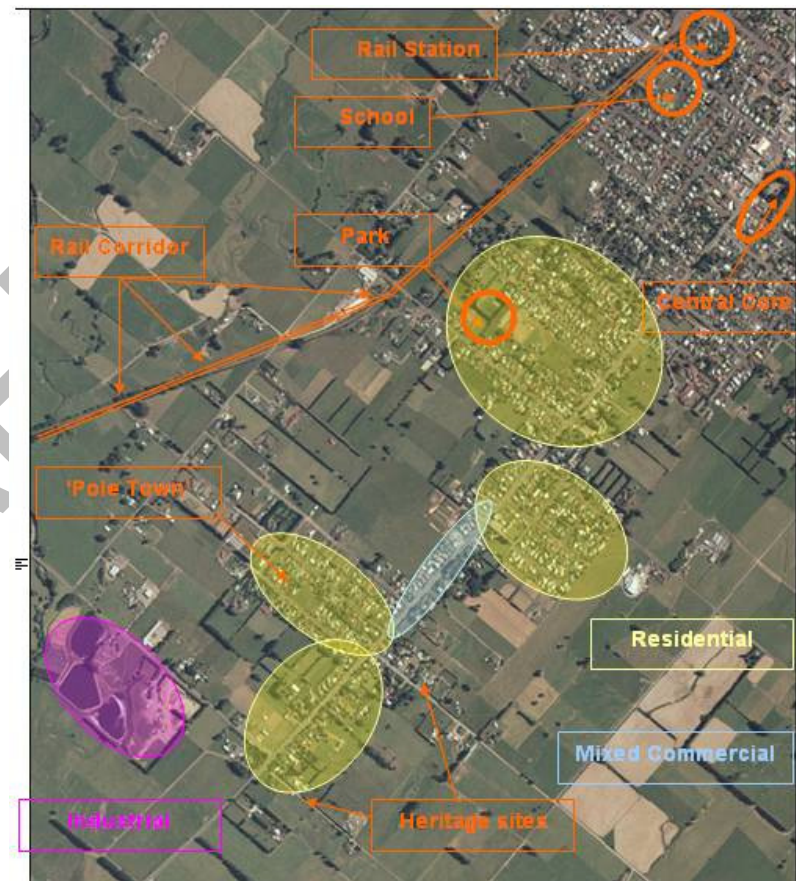 Rail Station
School
Park
Rail Corridor
Central Core
'Pole Town'
Residential
Mixed Commercial
Industrial
Heritage sites